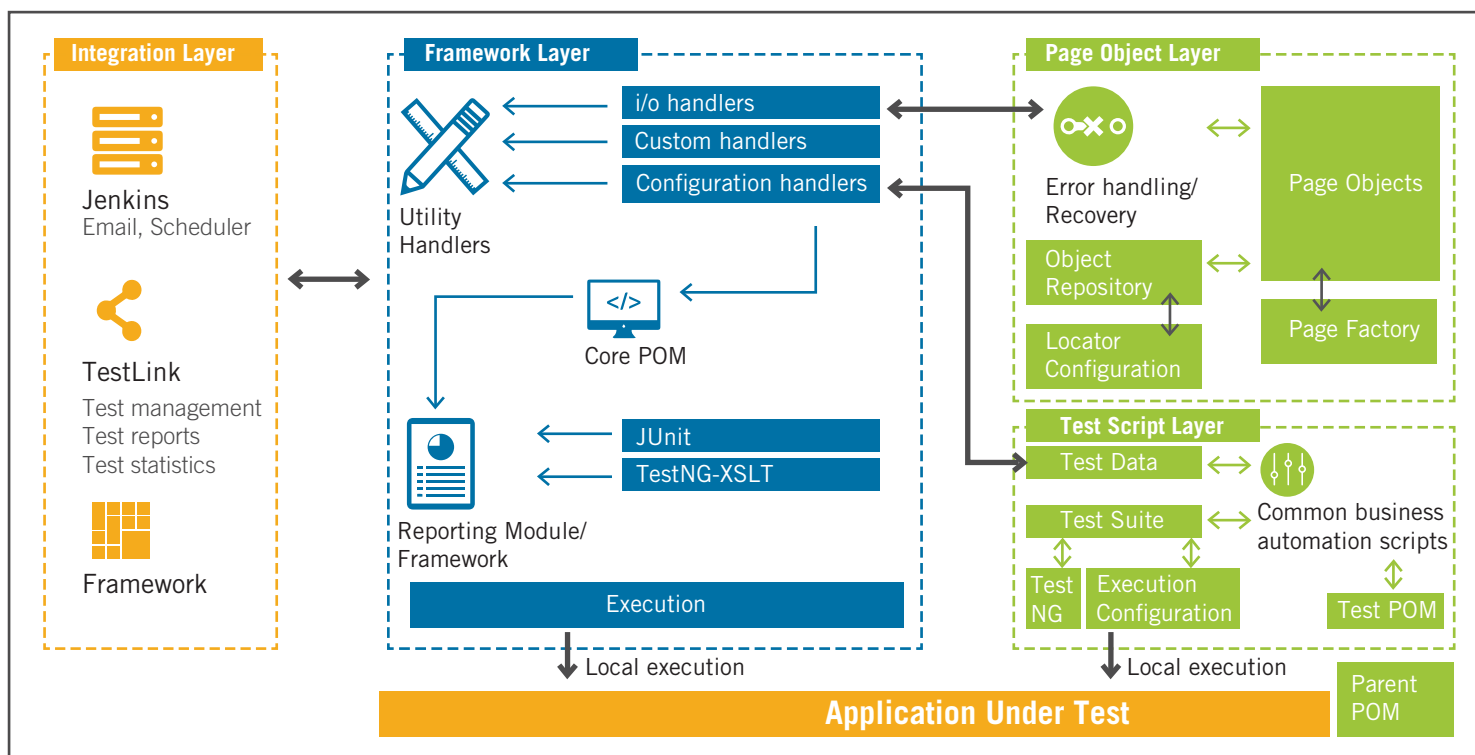 Integration Layer
Jenkins
Email, Scheduler
TestLink
Test management
Test reports
Test statistics
Framework
Framework Layer
i/o handlers
Custom handlers
Configuration handlers
Utility
Handlers
</>
Core POM
JUnit
TestNG-XSLT
Reporting Module/
Framework
Execution
Local execution
Page Object Layer
Error handling/
Recovery
Page Objects
Object
Repository
Locator
Configuration
Page Factory
Test Script Layer
Test Data
Test Suite
Common business
automation scripts
Test
NG
Execution
Configuration
Test POM
Local execution
Parent
POM
Application Under Test